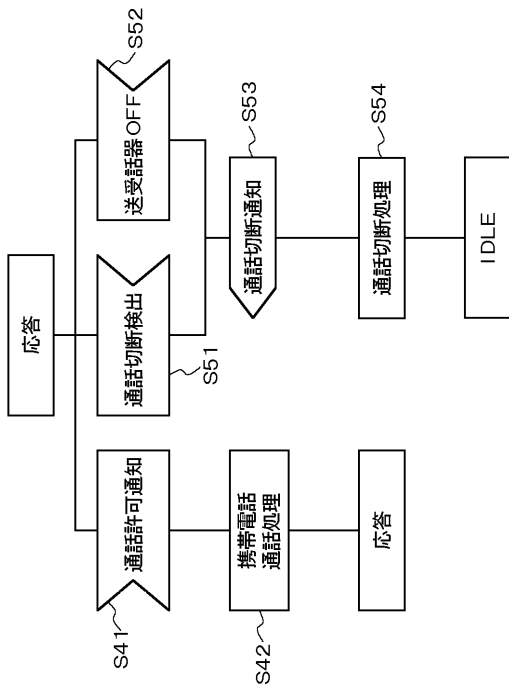 応答
S41
通話許可通知
通話切断検出
S51
送受話器OFF
S52
S42
携帯電話
通話処理
通話切断通知
S53
応答
通話切断処理
S54
IDLE